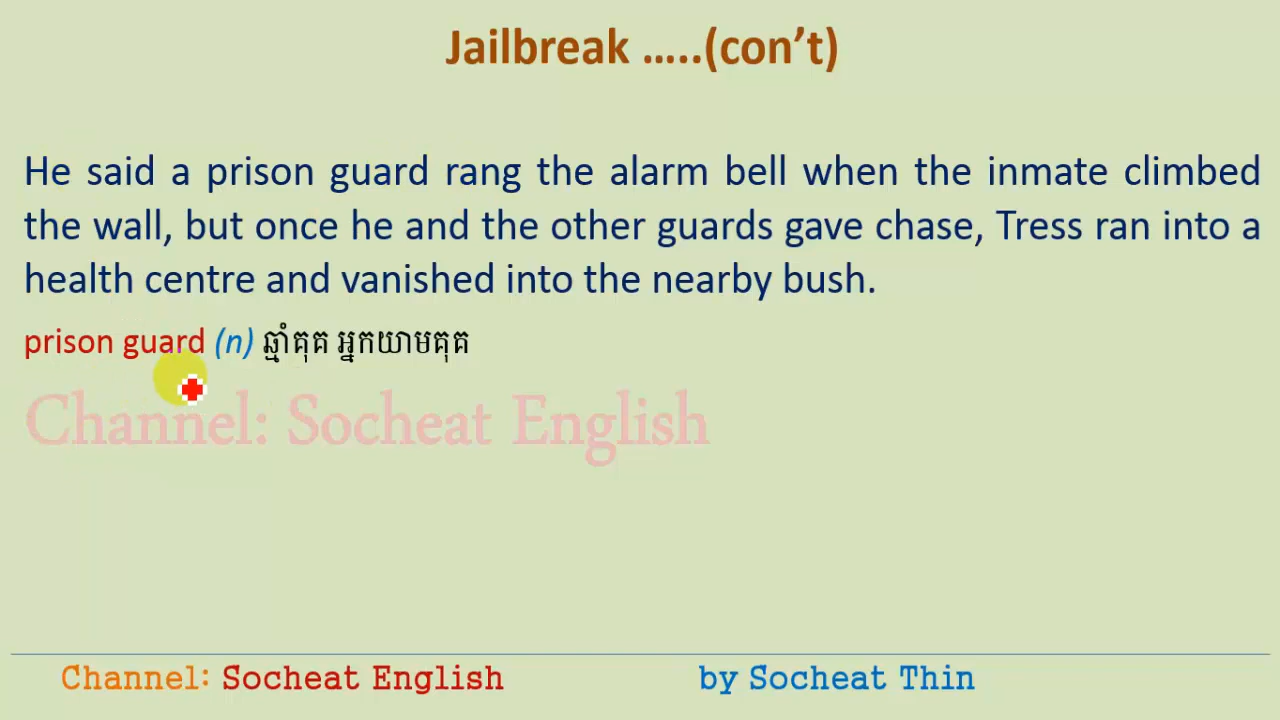 Jailbreak …..(con’t)
He said a prison guard rang the alarm bell when the inmate climbed
the wall, but once he and the other guards gave chase, Tress ran into a
health centre and vanished into the nearby bush.
prison guard (n) ឆ្មាំគុគ អ្នកយាមគុគ
Channel: Socheat English
Channel: Socheat English by Socheat Thin